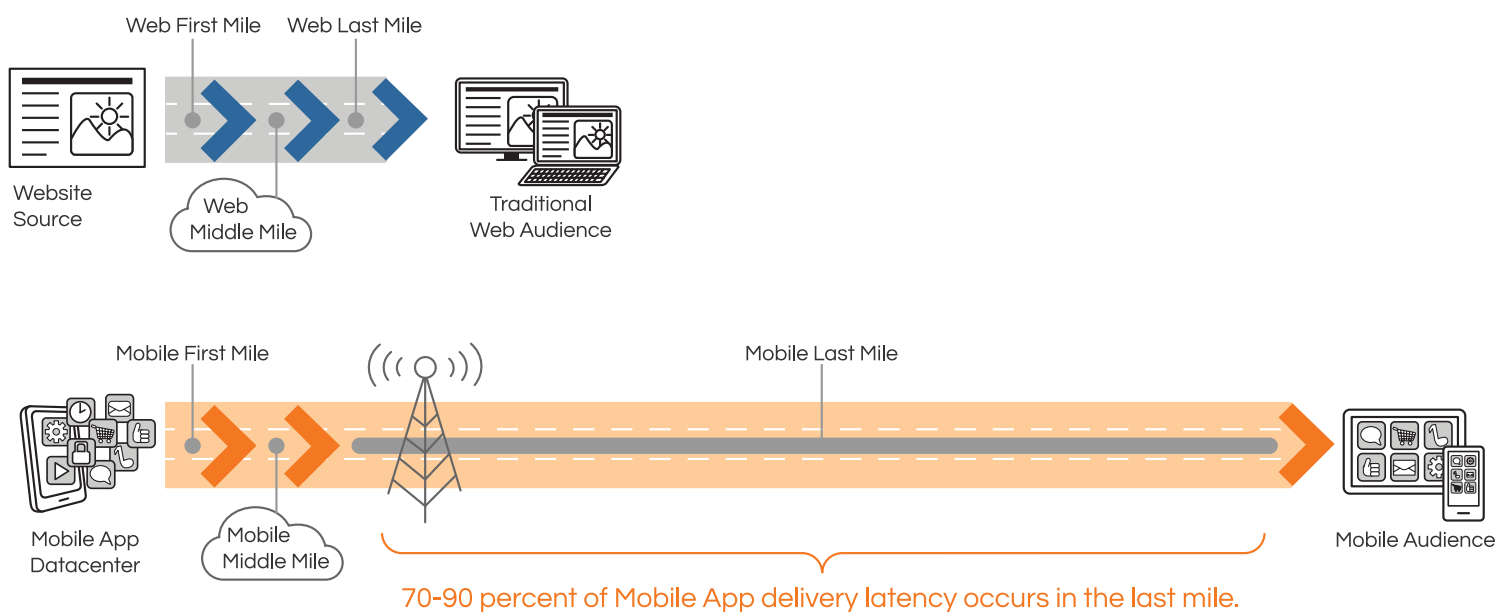 Web First Mile
Web Last Mile
Website
Source
Web
Middle Mile
Traditional
Web Audience
Mobile First Mile
Mobile Last Mile
Mobile App
Datacenter
Mobile
Middle Mile
Mobile Audience
70-90 percent of Mobile App delivery latency occurs in the last mile.